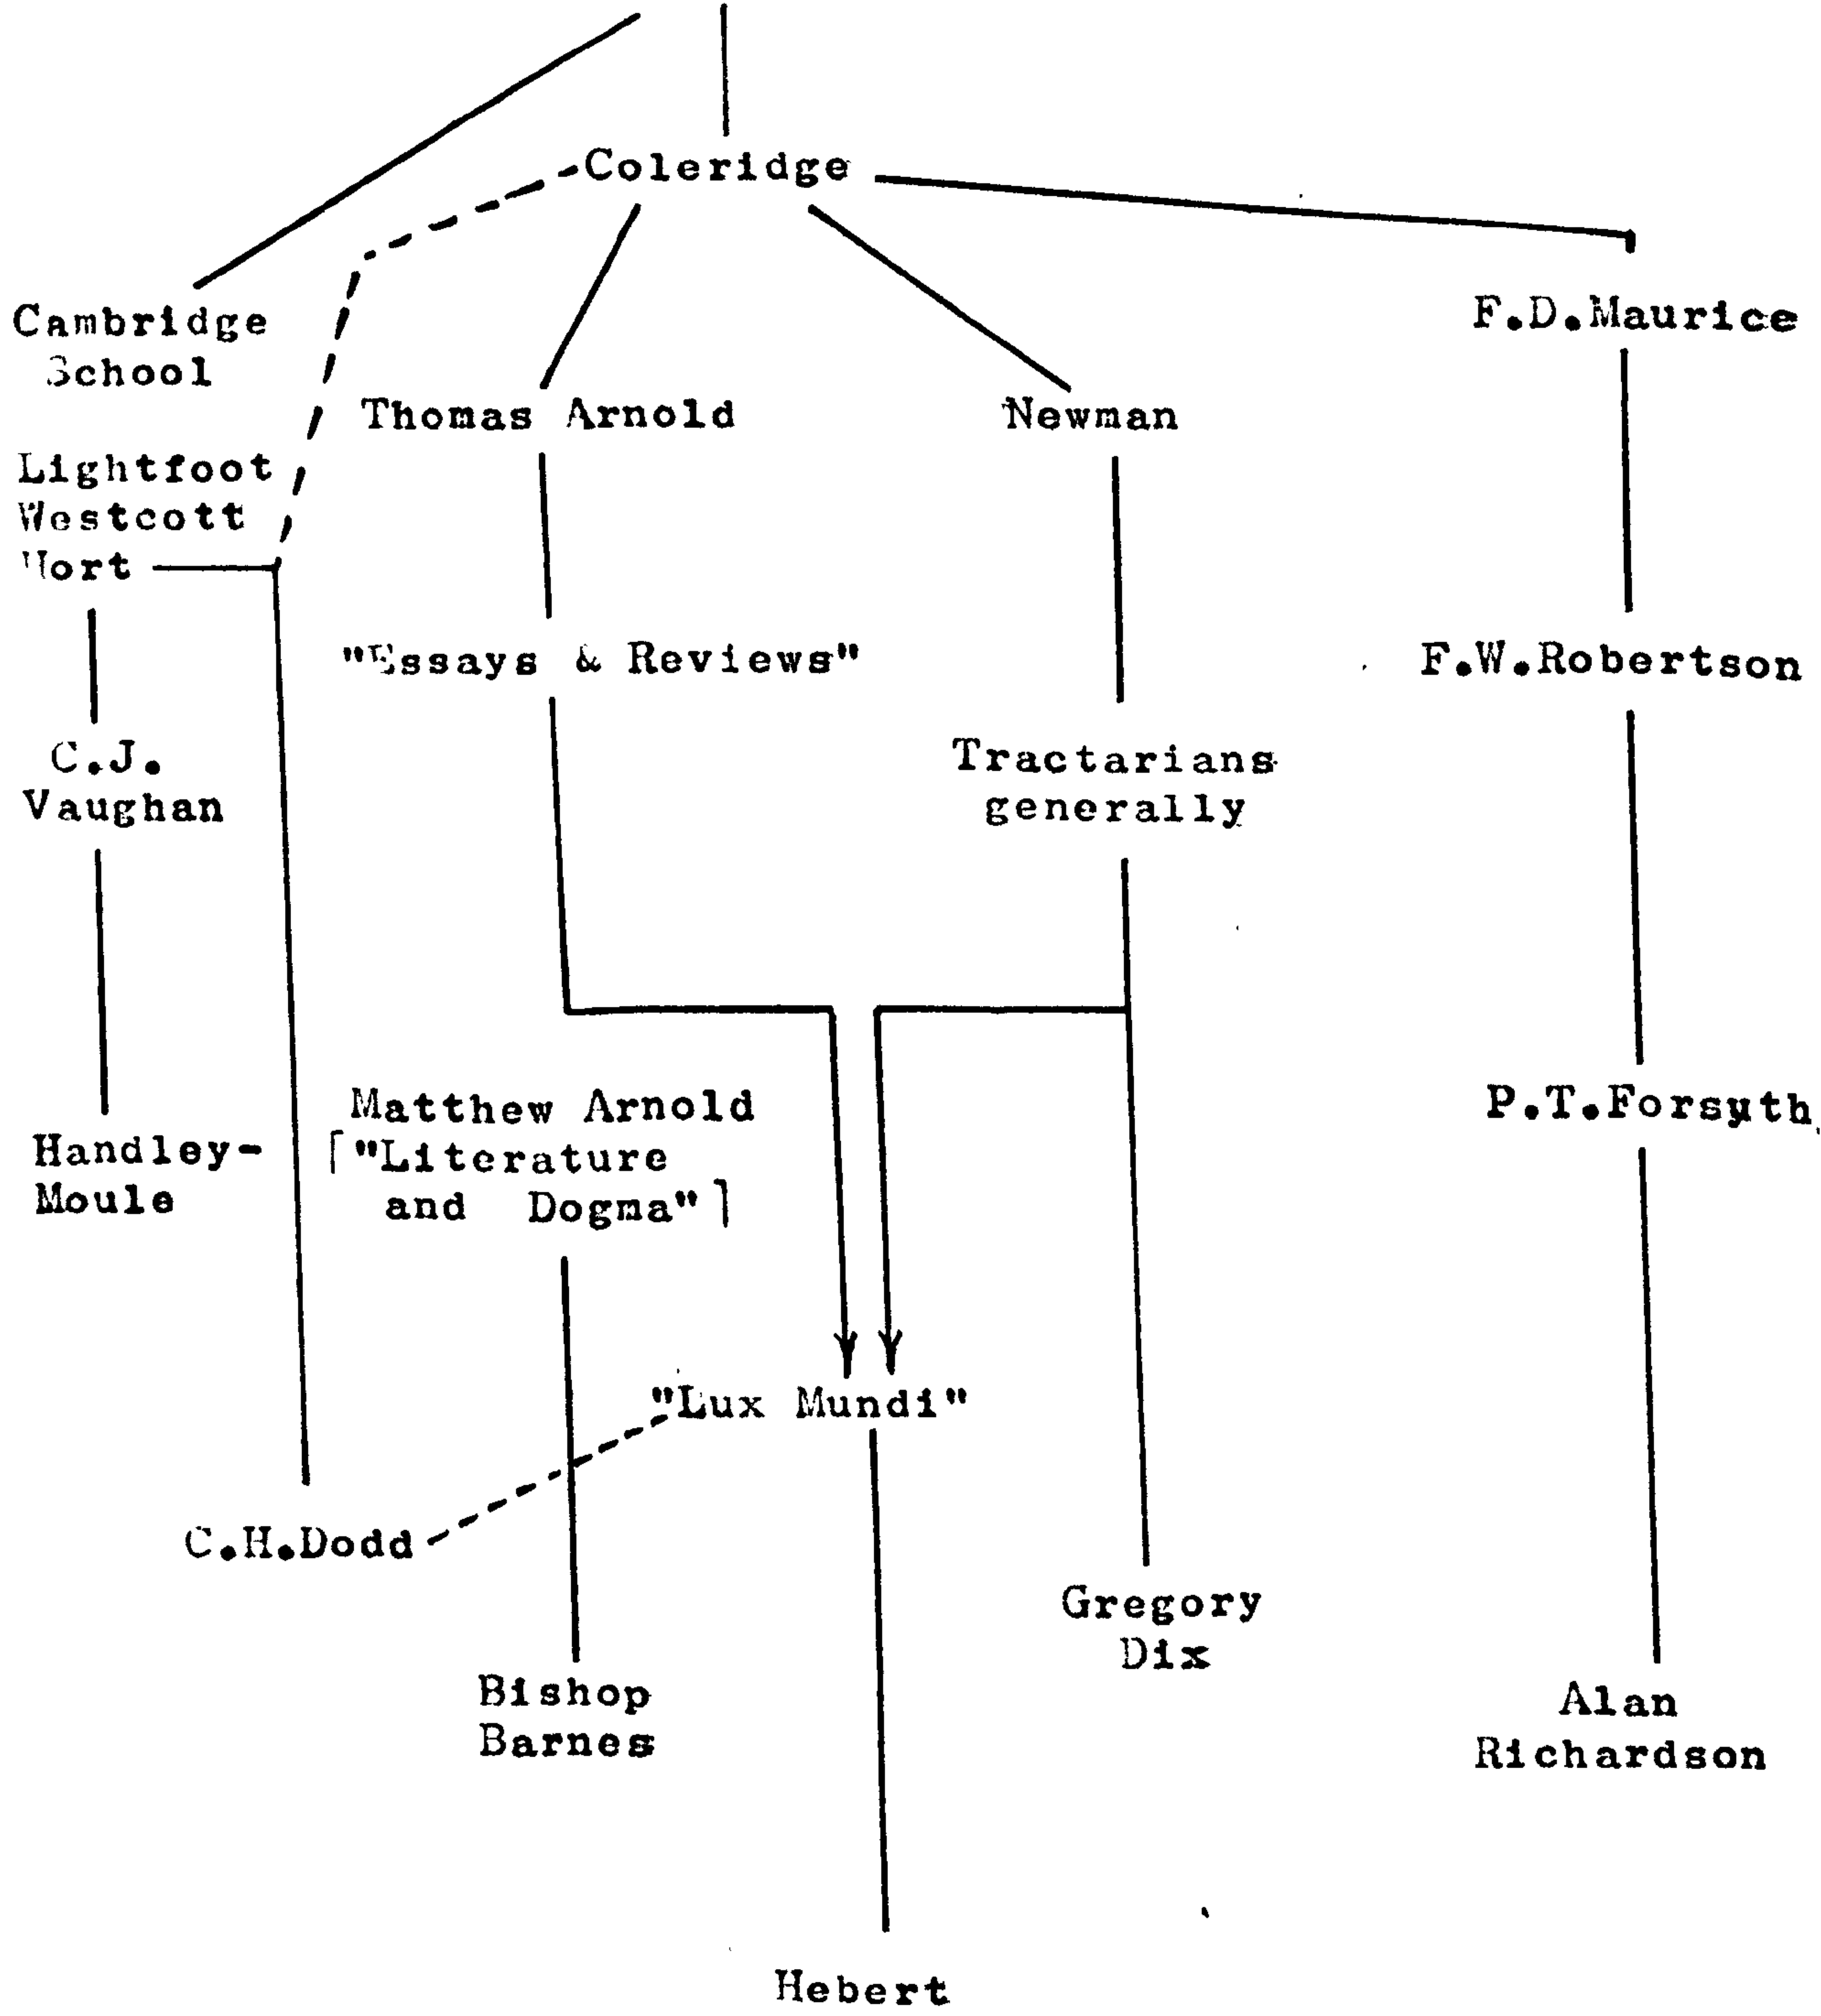 Coleridge
Cambridge
School
F.D.Maurice
Thomas Arnold
Newman
Lightfoot
Westcott
Hort
"Essays & Reviews"
F.W.Robertson
C.J.
Vaughan
Tractarians
generally
Matthew Arnold
["Literature
and Dogma"]
P.T.Forsyth
Handley-
Moule
"Lux Mundi"
C.H.Dodd
Gregory
Dix
Bishop
Barnes
Alan
Richardson
Hebert